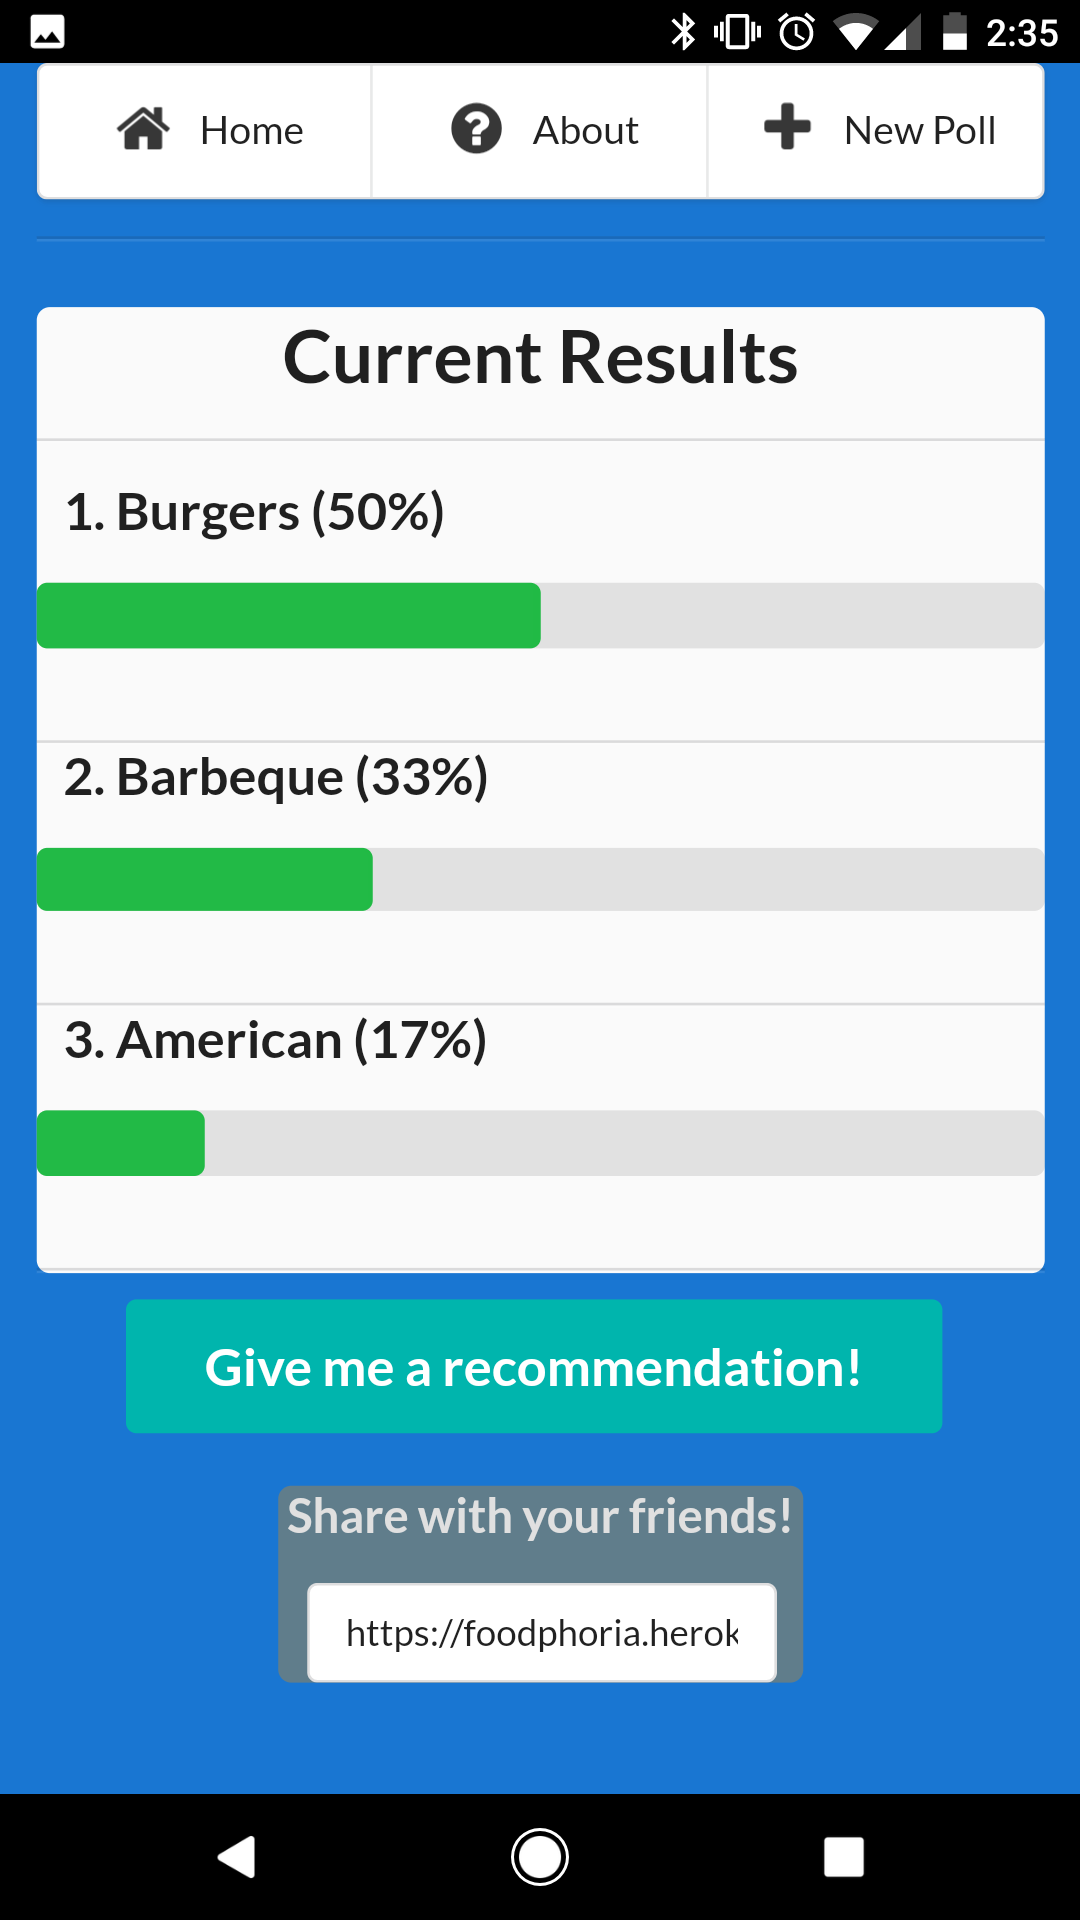 2:35
Home About New Poll
Current Results
1. Burgers (50%)
2. Barbeque (33%)
3. American (17%)
Give me a recommendation!
Share with your friends!
https://foodphoria.herok